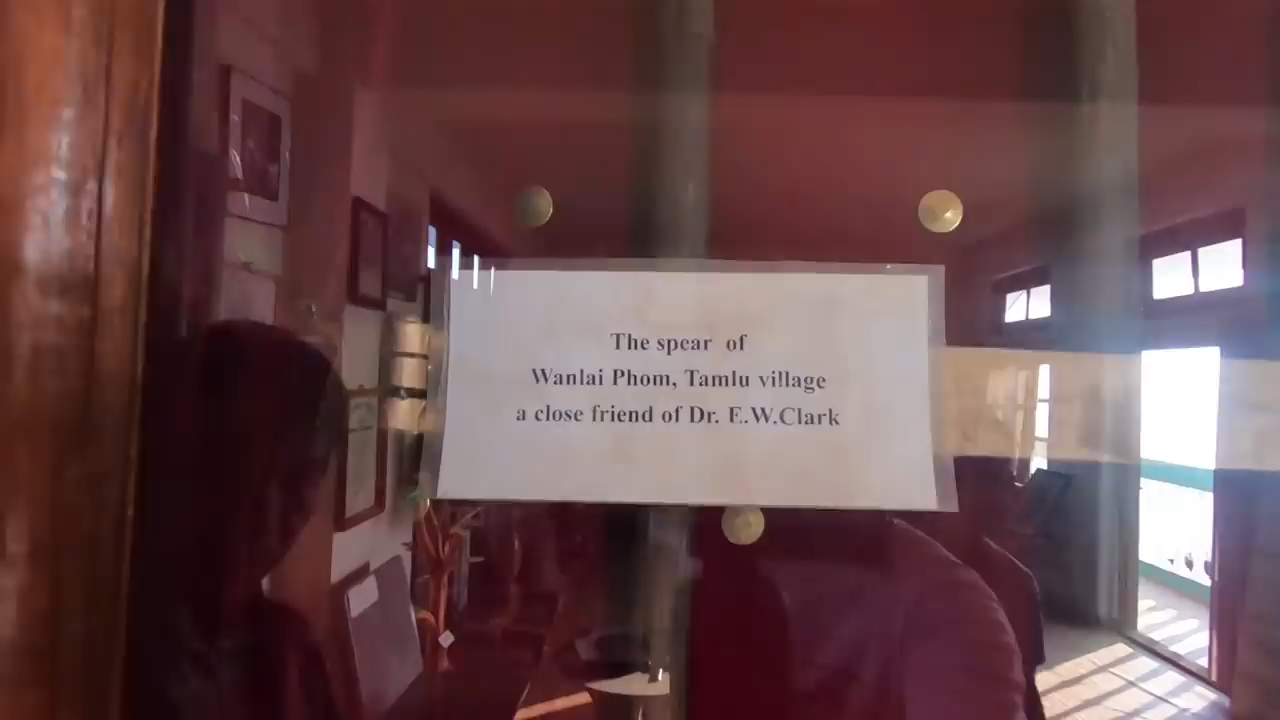 The spear of
Wanlai Phom, Tamlu village
a close friend of Dr. E.W.Clark